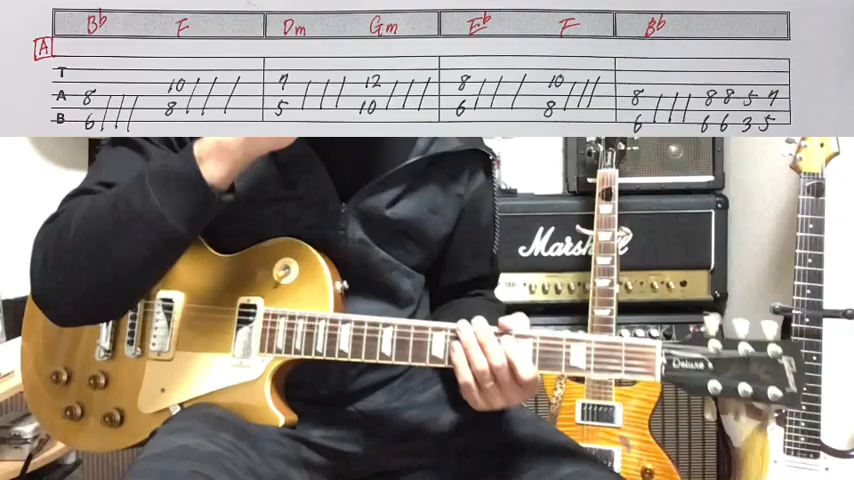 B♭ F Dm Gm E♭ F B♭
A
T 10 7 12 8 10
A 8 8 5 10 6 8 8 8 8 5 7
B 6 6 6 6 3 5
Marshall
Deluxe